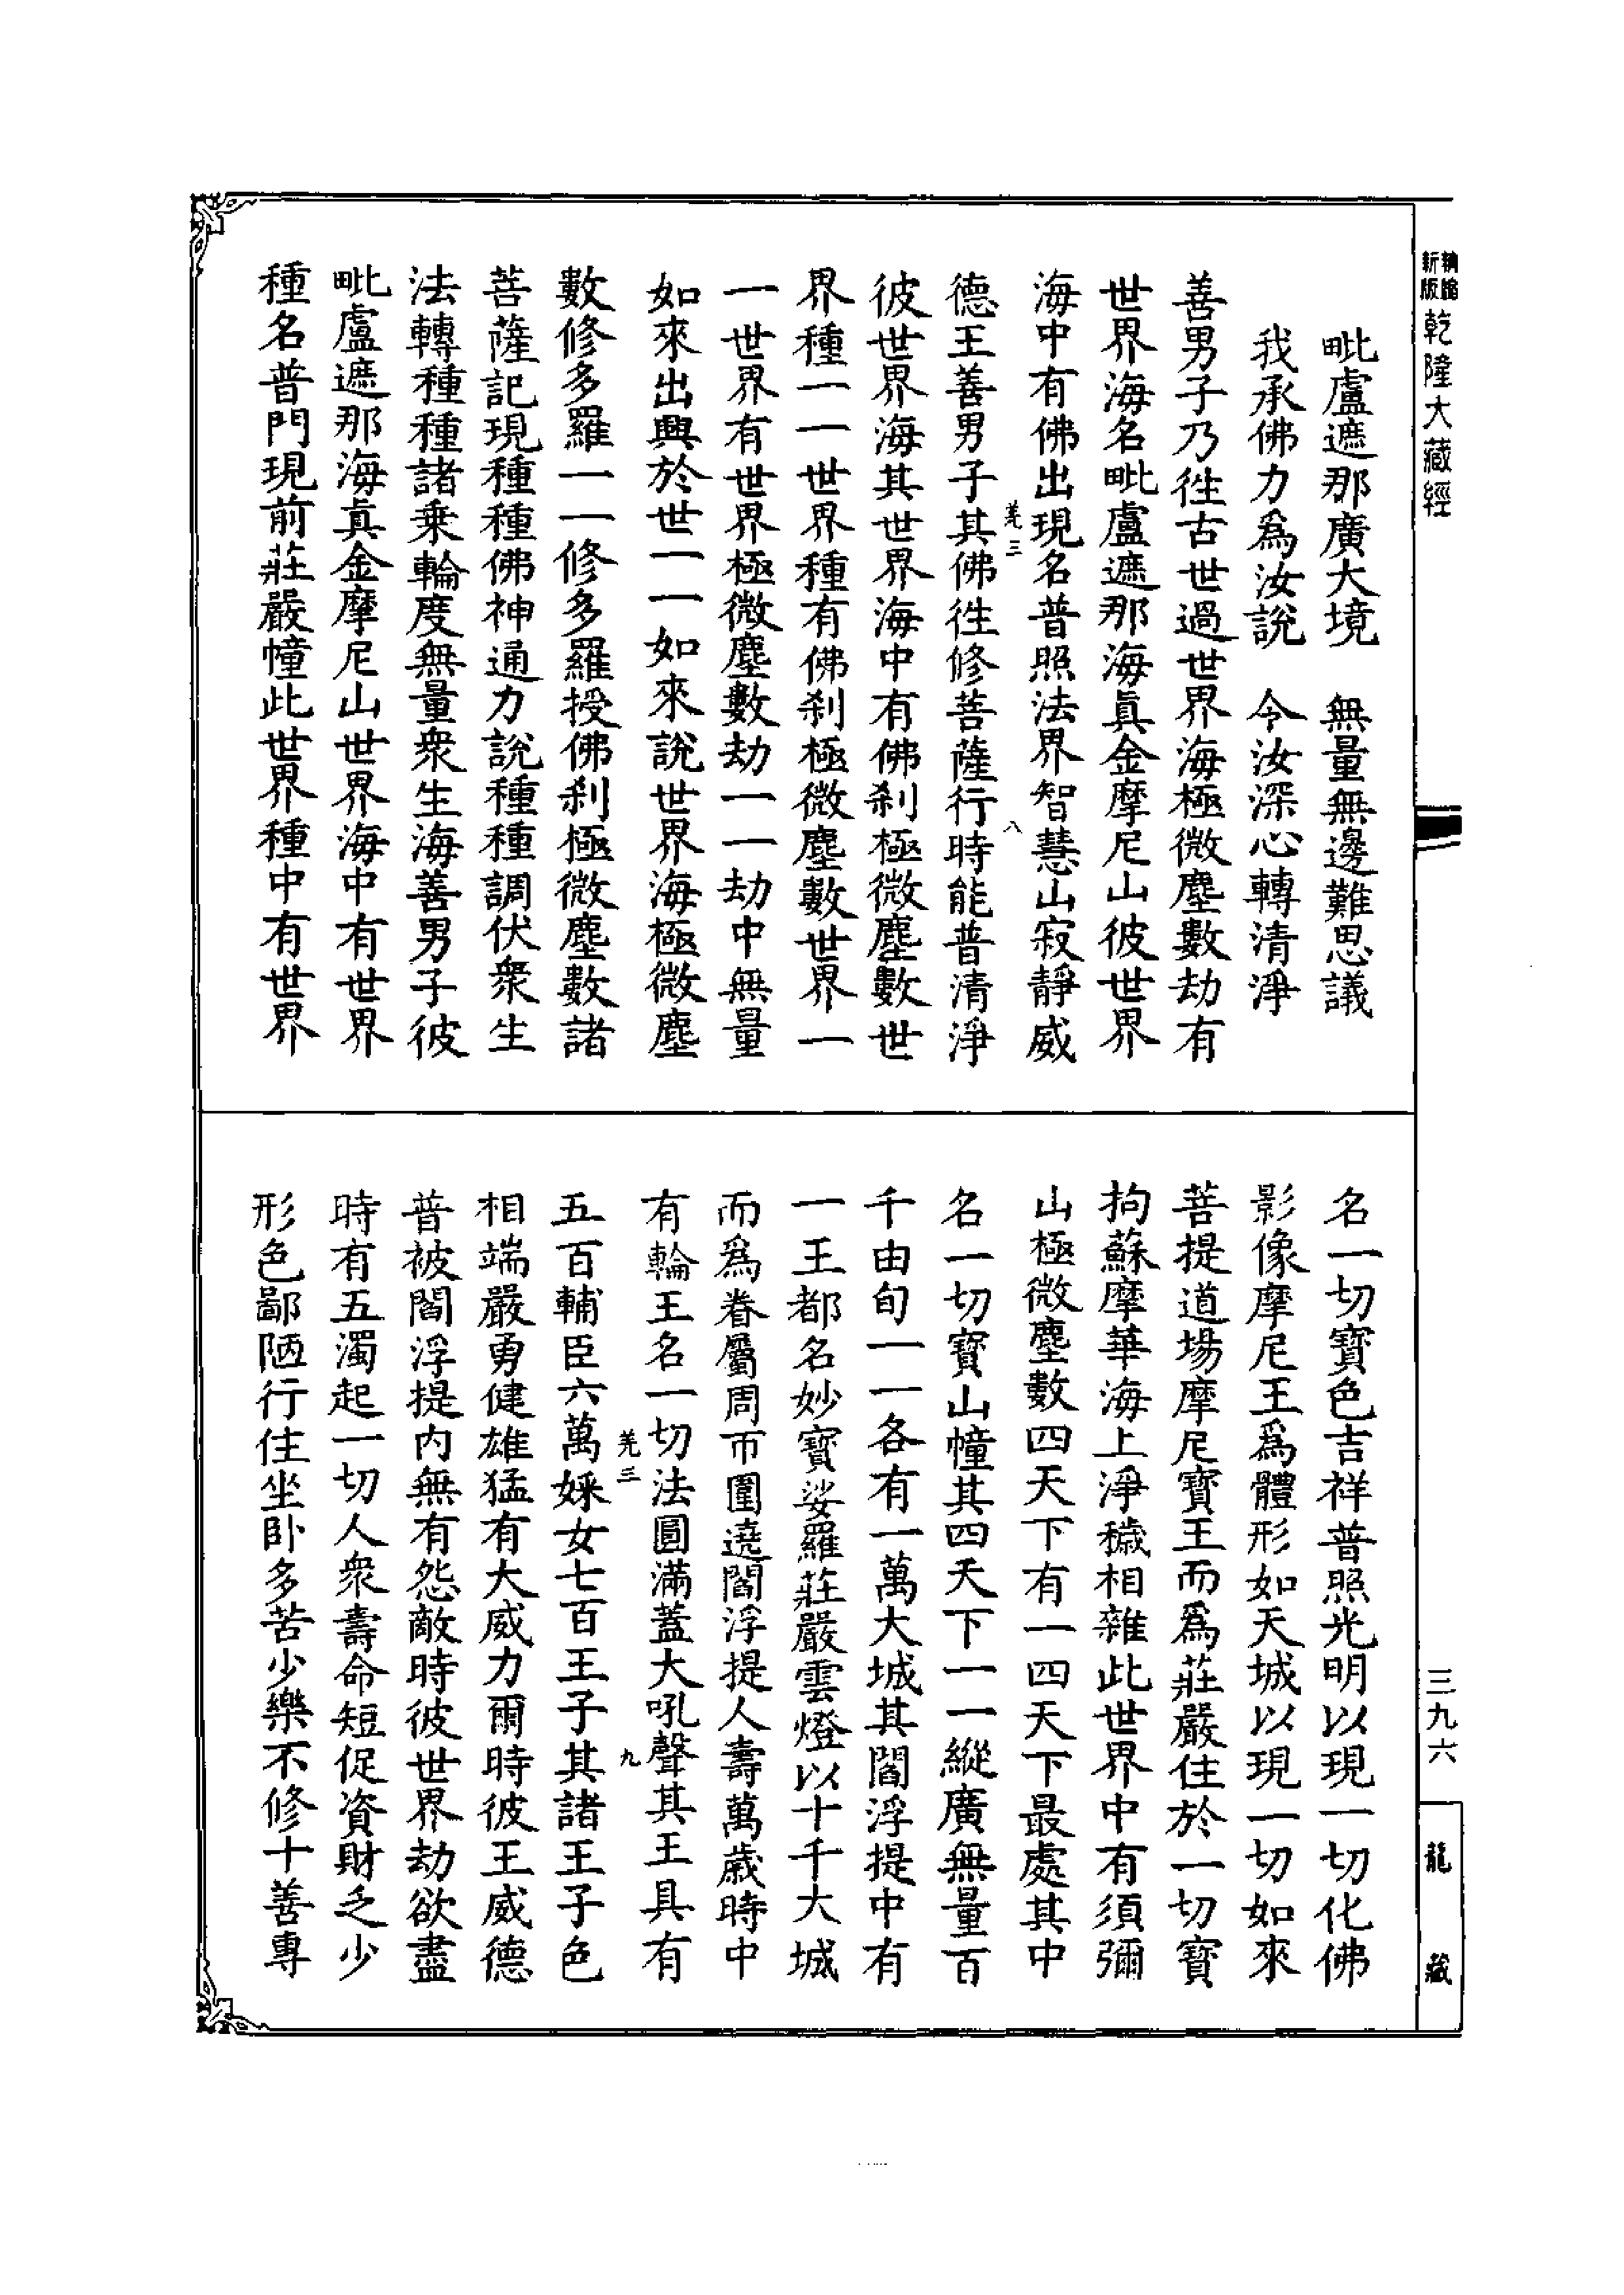 新版
精縮
乾隆大藏經
三九六
龍藏
毗盧遮那廣大境　無量無邊難思議
我承佛力爲汝說　令汝深心轉清淨
善男子乃徃古世過世界海極微塵數劫有
世界海名毗盧遮那海眞金摩尼山彼世界
海中有佛出現名普照法界智慧山寂靜威
羌三　八
德王善男子其佛徃修菩薩行時能普清淨
彼世界海其世界海中有佛刹極微塵數世
界種一一世界種有佛刹極微塵數世界一
一世界有世界極微塵數劫一一劫中無量
如來出興於世一一如來說世界海極微塵
數修多羅一一修多羅授佛刹極微塵數諸
菩薩記現種種佛神通力說種種調伏衆生
法轉種種諸乗輪度無量衆生海善男子彼
毗盧遮那海眞金摩尼山世界海中有世界
種名普門現前莊嚴幢此世界種中有世界
名一切寶色吉祥普照光明以現一切化佛
影像摩尼王爲體形如天城以現一切如來
菩提道場摩尼寶王而爲莊嚴住於一切寶
拘蘇摩華海上淨穢相雜此世界中有須彌
山極微塵數四天下有一四天下最處其中
名一切寶山幢其四天下一一縱廣無量百
千由旬一一各有一萬大城其閻浮提中有
一王都名妙寶娑羅莊嚴雲燈以十千大城
而爲眷屬周帀圍遶閻浮提人壽萬歲時中
有輪王名一切法圓滿蓋大吼聲其王具有
羌三　九
五百輔臣六萬婇女七百王子其諸王子色
相端嚴勇健雄猛有大威力爾時彼王威德
普被閻浮提内無有怨敵時彼世界劫欲盡
時有五濁起一切人衆壽命短促資財乏少
形色鄙陋行住坐卧多苦少樂不修十善專